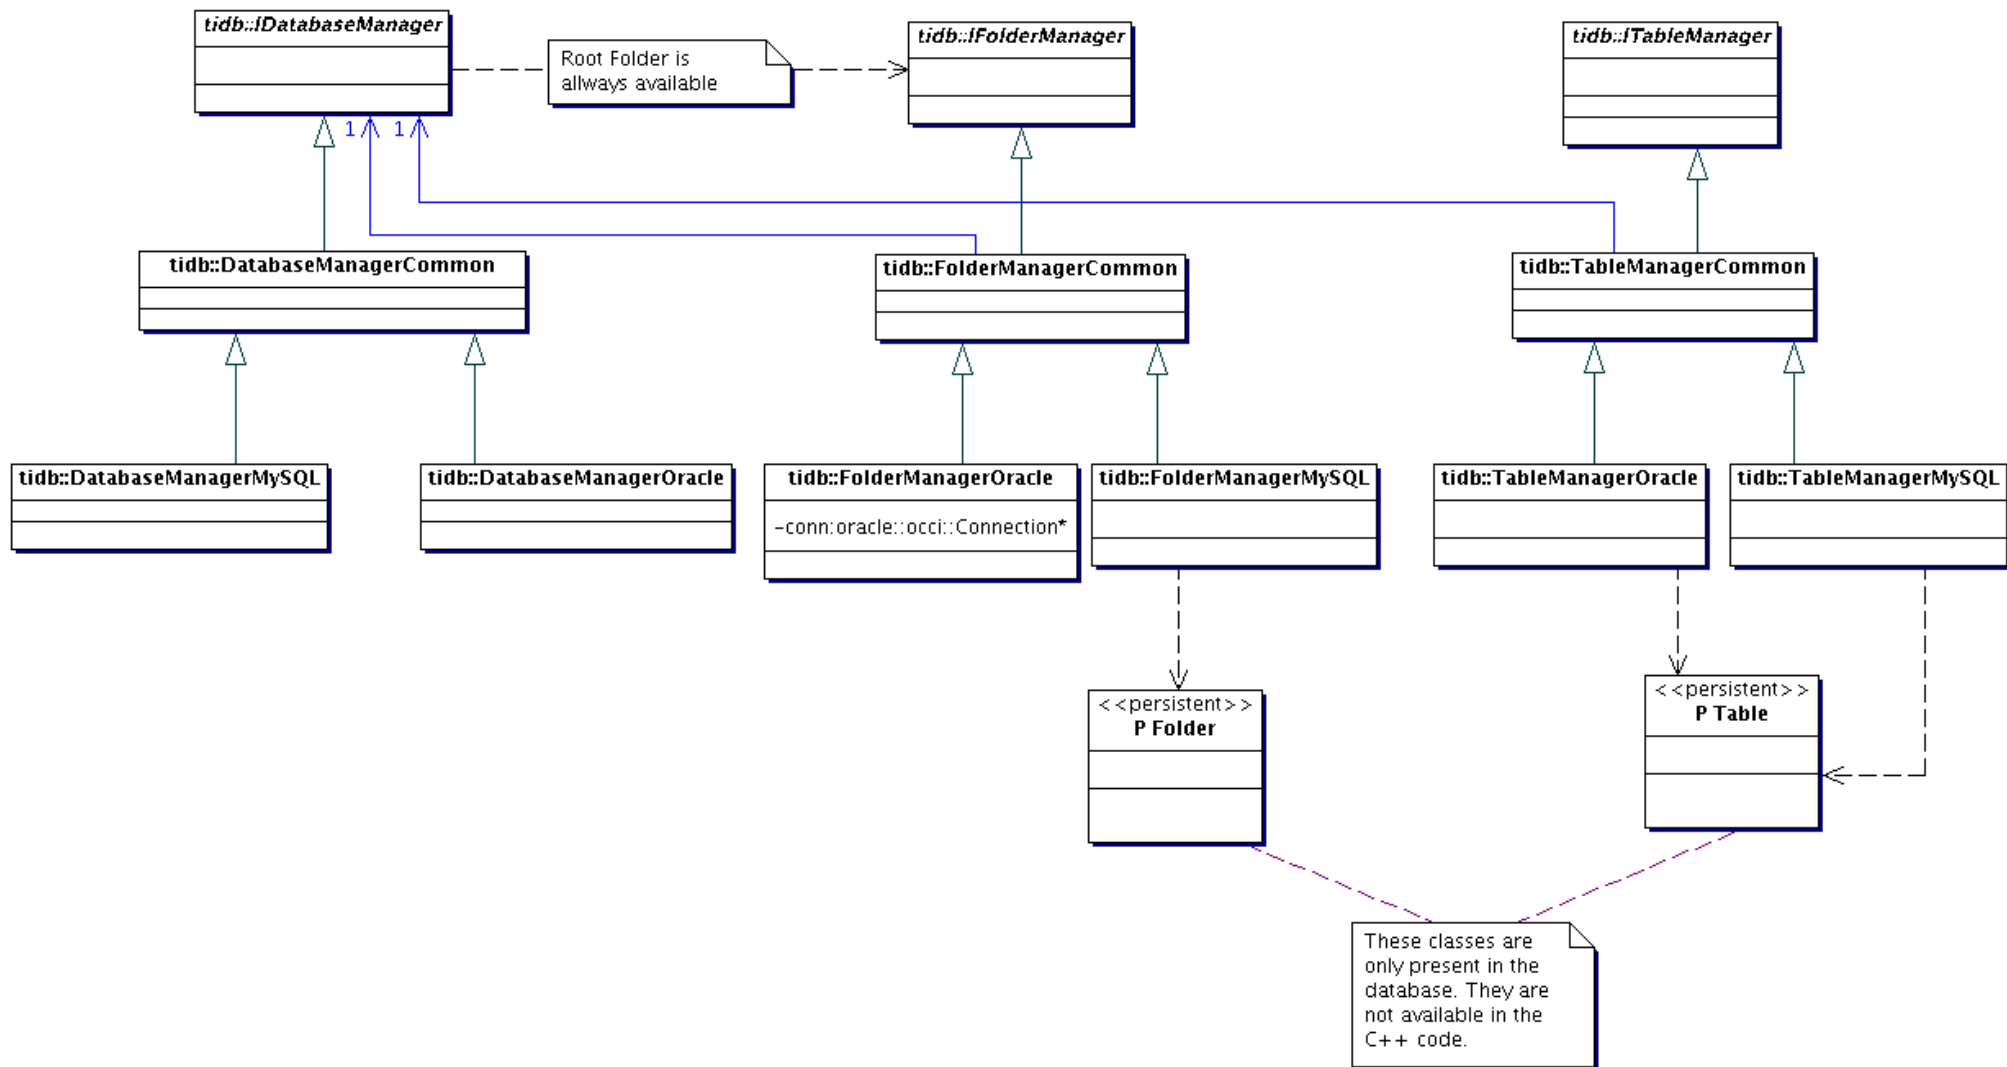 tidb::IDatabaseManager
Root Folder is
allways available
tidb::IFolderManager
tidb::ITableManager
1
1
tidb::DatabaseManagerCommon
tidb::FolderManagerCommon
tidb::TableManagerCommon
tidb::DatabaseManagerMySQL
tidb::DatabaseManagerOracle
tidb::FolderManagerOracle
-conn:oracle::occi::Connection*
tidb::FolderManagerMySQL
tidb::TableManagerOracle
tidb::TableManagerMySQL
<<persistent>>
P Folder
<<persistent>>
P Table
These classes are
only present in the
database. They are
not available in the
C++ code.